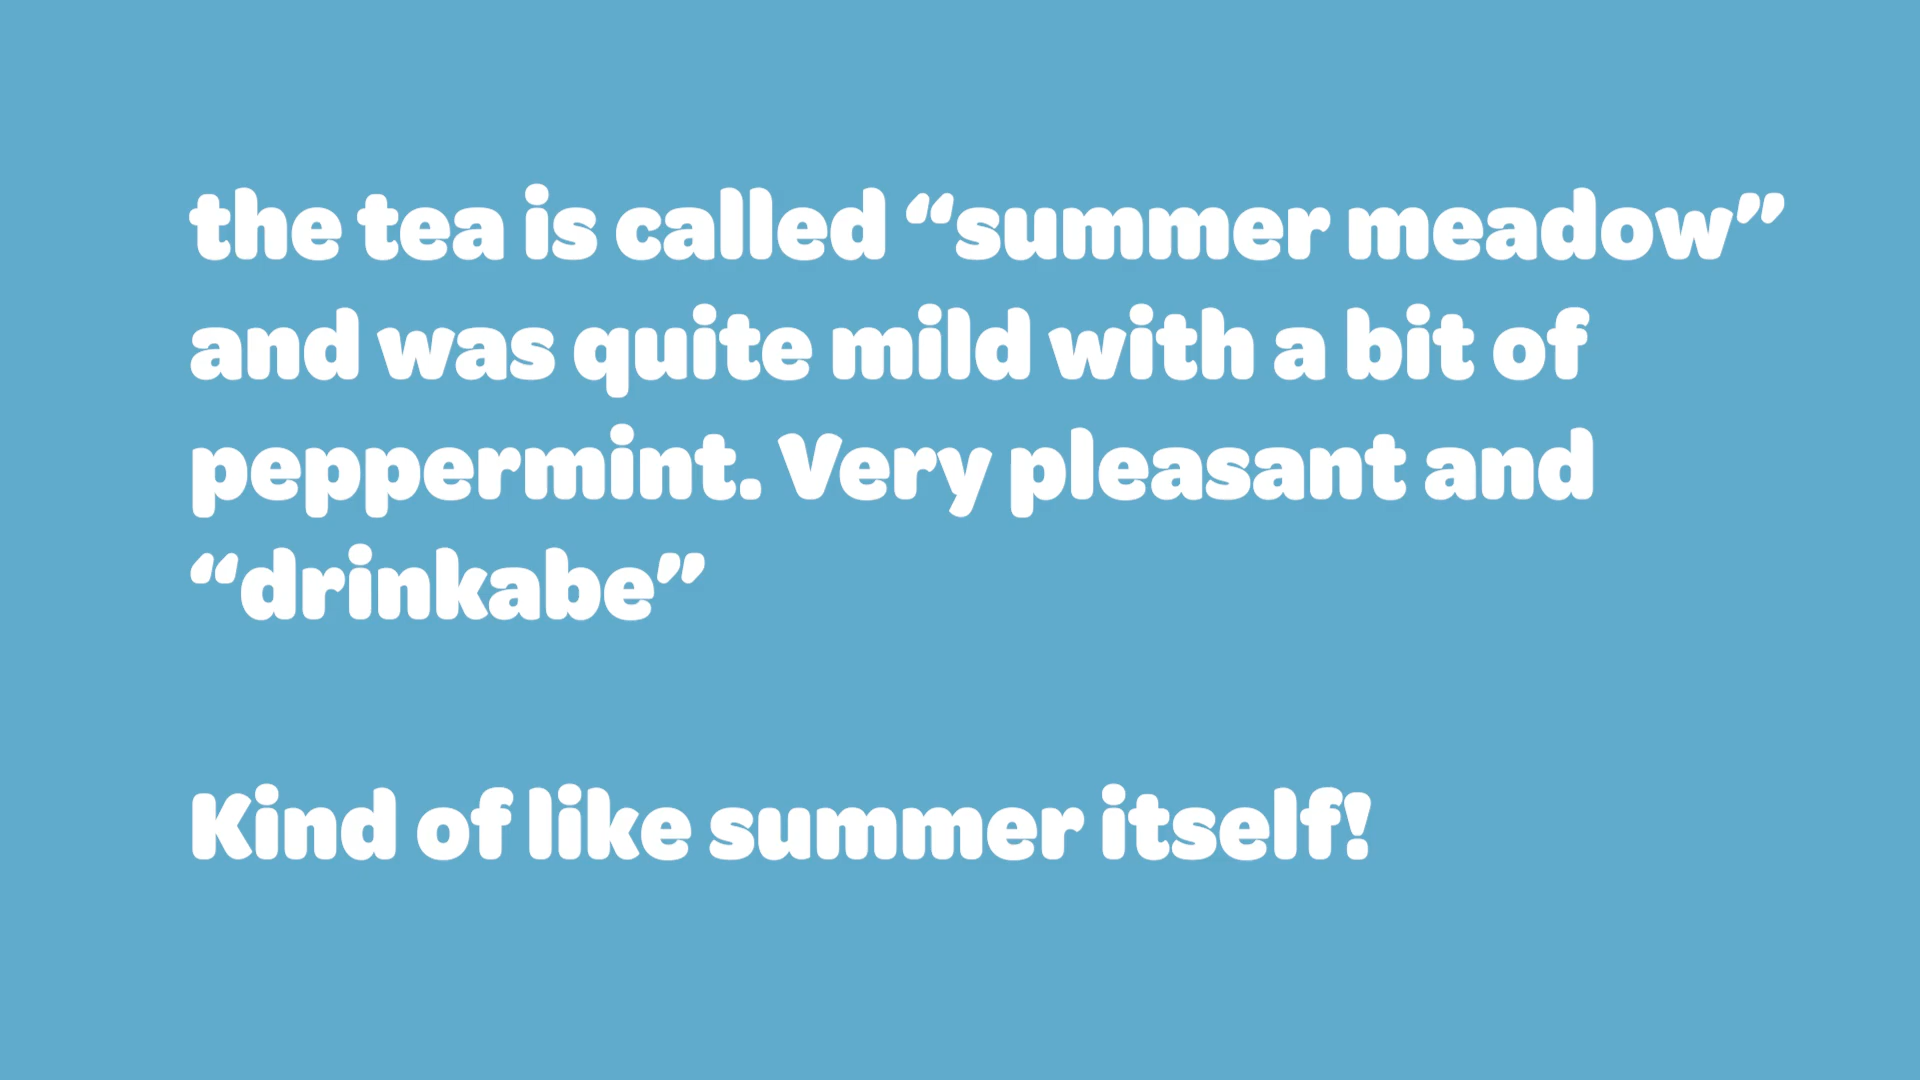 the tea is called “summer meadow”
and was quite mild with a bit of
peppermint. Very pleasant and
“drinkabe”
Kind of like summer itself!